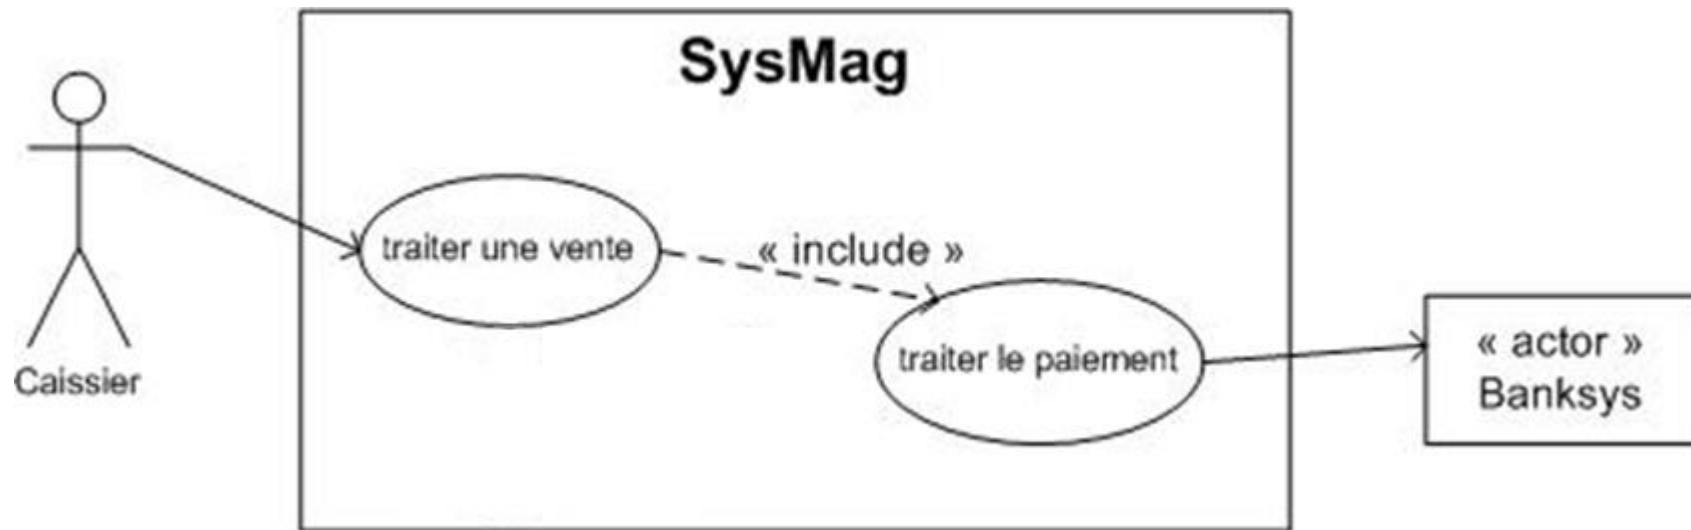 SysMag
traiter une vente
« include »
traiter le paiement
« actor »
Banksys
Caissier